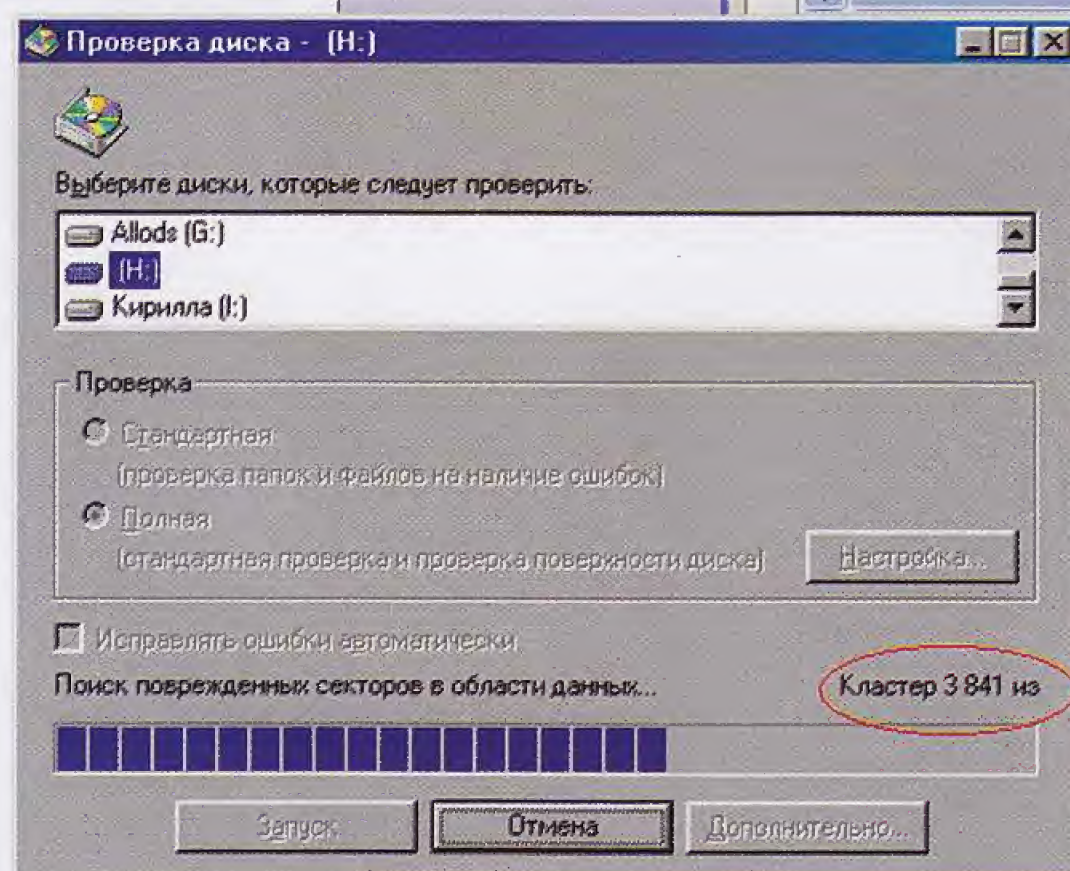 Проверка диска - (H:)
Выберите диски, которые следует проверить:
Allods (G:)
(H:)
Кирилла (I:)
Проверка
Стандартная
(проверка папок и файлов на наличие ошибок)
Полная
(стандартная проверка и проверка поверхности диска)
Настройка...
Исправлять ошибки автоматически
Поиск поврежденных секторов в области данных...
Кластер 3 841 из
Запуск
Отмена
Дополнительно...